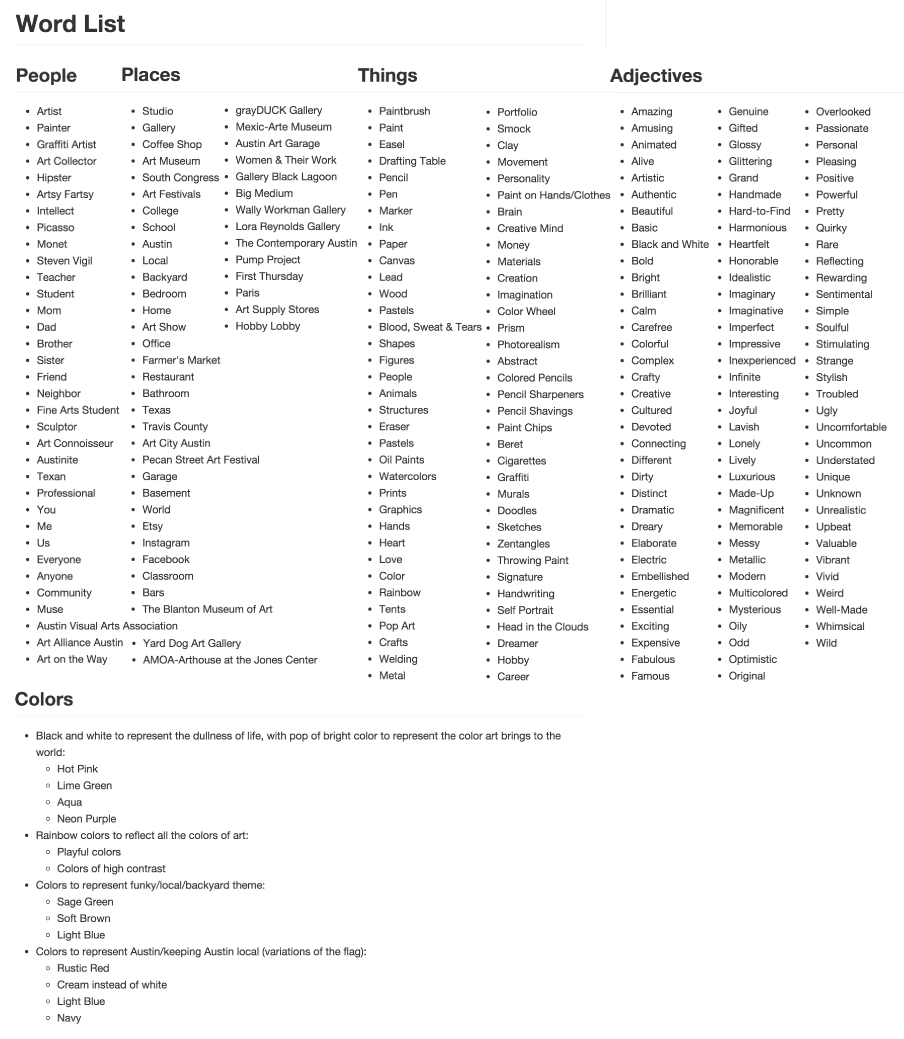 Word List
People
Artist
Painter
Graffiti Artist
Art Collector
Hipster
Artsy Fartsy
Intellect
Picasso
Monet
Steven Vigil
Teacher
Student
Mom
Dad
Brother
Sister
Friend
Neighbor
Fine Arts Student
Sculptor
Art Connoisseur
Austinite
Texan
Professional
You
Me
Us
Everyone
Anyone
Community
Muse
Austin Visual Arts Association
Art Alliance Austin
Art on the Way
Places
Studio
Gallery
Coffee Shop
Art Museum
South Congress
Art Festivals
College
School
Austin
Local
Backyard
Bedroom
Home
Art Show
Office
Farmer's Market
Restaurant
Bathroom
Texas
Travis County
Art City Austin
Pecan Street Art Festival
Garage
Basement
World
Etsy
Instagram
Facebook
Classroom
Bars
The Blanton Museum of Art
Yard Dog Art Gallery
AMOA-Arthouse at the Jones Center
grayDUCK Gallery
Mexic-Arte Museum
Austin Art Garage
Women & Their Work
Gallery Black Lagoon
Big Medium
Wally Workman Gallery
Lora Reynolds Gallery
The Contemporary Austin
Pump Project
First Thursday
Paris
Art Supply Stores
Hobby Lobby
Things
Paintbrush
Paint
Easel
Drafting Table
Pencil
Pen
Marker
Ink
Paper
Canvas
Lead
Wood
Pastels
Blood, Sweat & Tears
Shapes
Figures
People
Animals
Structures
Eraser
Pastels
Oil Paints
Watercolors
Prints
Graphics
Hands
Heart
Love
Color
Rainbow
Tents
Pop Art
Crafts
Welding
Metal
Portfolio
Smock
Clay
Movement
Personality
Paint on Hands/Clothes
Brain
Creative Mind
Money
Materials
Creation
Imagination
Color Wheel
Prism
Photorealism
Abstract
Colored Pencils
Pencil Sharpeners
Pencil Shavings
Paint Chips
Beret
Cigarettes
Graffiti
Murals
Doodles
Sketches
Zentangles
Throwing Paint
Signature
Handwriting
Self Portrait
Head in the Clouds
Dreamer
Hobby
Career
Adjectives
Amazing
Amusing
Animated
Alive
Artistic
Authentic
Beautiful
Basic
Black and White
Bold
Bright
Brilliant
Calm
Carefree
Colorful
Complex
Crafty
Creative
Cultured
Devoted
Connecting
Different
Dirty
Distinct
Dramatic
Dreary
Elaborate
Electric
Embellished
Energetic
Essential
Exciting
Expensive
Fabulous
Famous
Genuine
Gifted
Glossy
Glittering
Grand
Handmade
Hard-to-Find
Harmonious
Heartfelt
Honorable
Idealistic
Imaginary
Imaginative
Imperfect
Impressive
Inexperienced
Infinite
Interesting
Joyful
Lavish
Lonely
Lively
Luxurious
Made-Up
Magnificent
Memorable
Messy
Metallic
Modern
Multicolored
Mysterious
Oily
Odd
Optimistic
Original
Overlooked
Passionate
Personal
Pleasing
Positive
Powerful
Pretty
Quirky
Rare
Reflecting
Rewarding
Sentimental
Simple
Soulful
Stimulating
Strange
Stylish
Troubled
Ugly
Uncomfortable
Uncommon
Understated
Unique
Unknown
Unrealistic
Upbeat
Valuable
Vibrant
Vivid
Weird
Well-Made
Whimsical
Wild
Colors
Black and white to represent the dullness of life, with pop of bright color to represent the color art brings to the
world:
Hot Pink
Lime Green
Aqua
Neon Purple
Rainbow colors to reflect all the colors of art:
Playful colors
Colors of high contrast
Colors to represent funky/local/backyard theme:
Sage Green
Soft Brown
Light Blue
Colors to represent Austin/keeping Austin local (variations of the flag):
Rustic Red
Cream instead of white
Light Blue
Navy